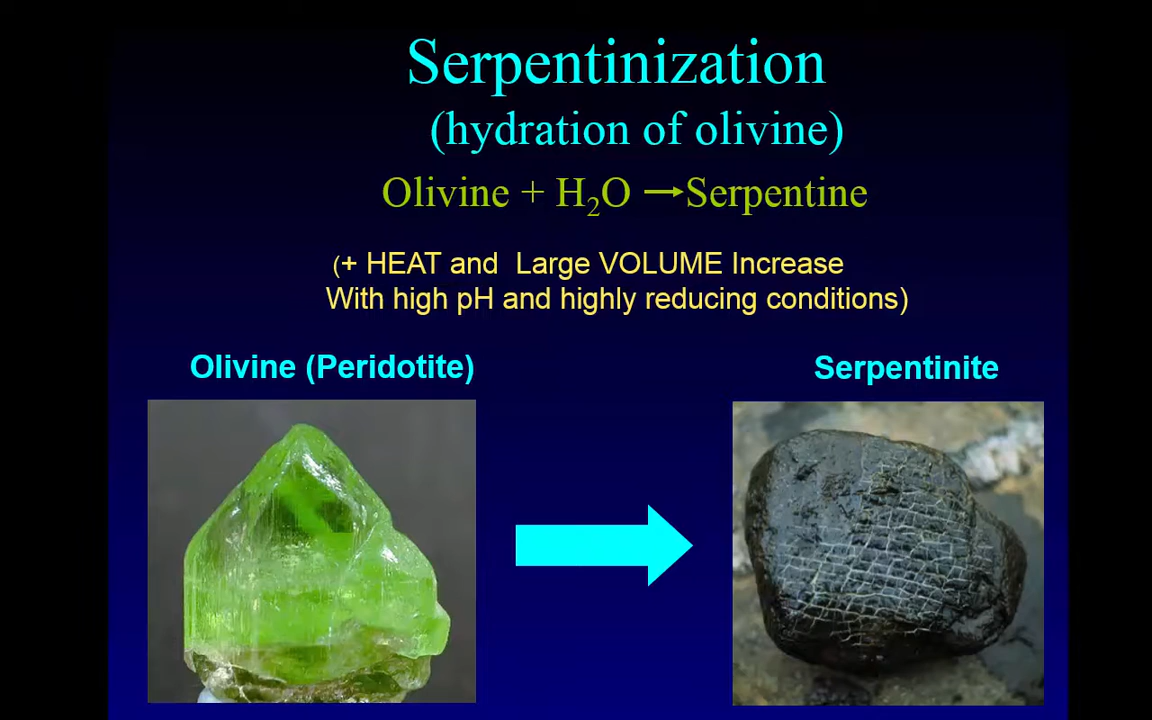 Serpentinization
(hydration of olivine)
Olivine + H₂O →Serpentine
(+ HEAT and  Large VOLUME Increase
With high pH and highly reducing conditions)
Olivine (Peridotite)
Serpentinite